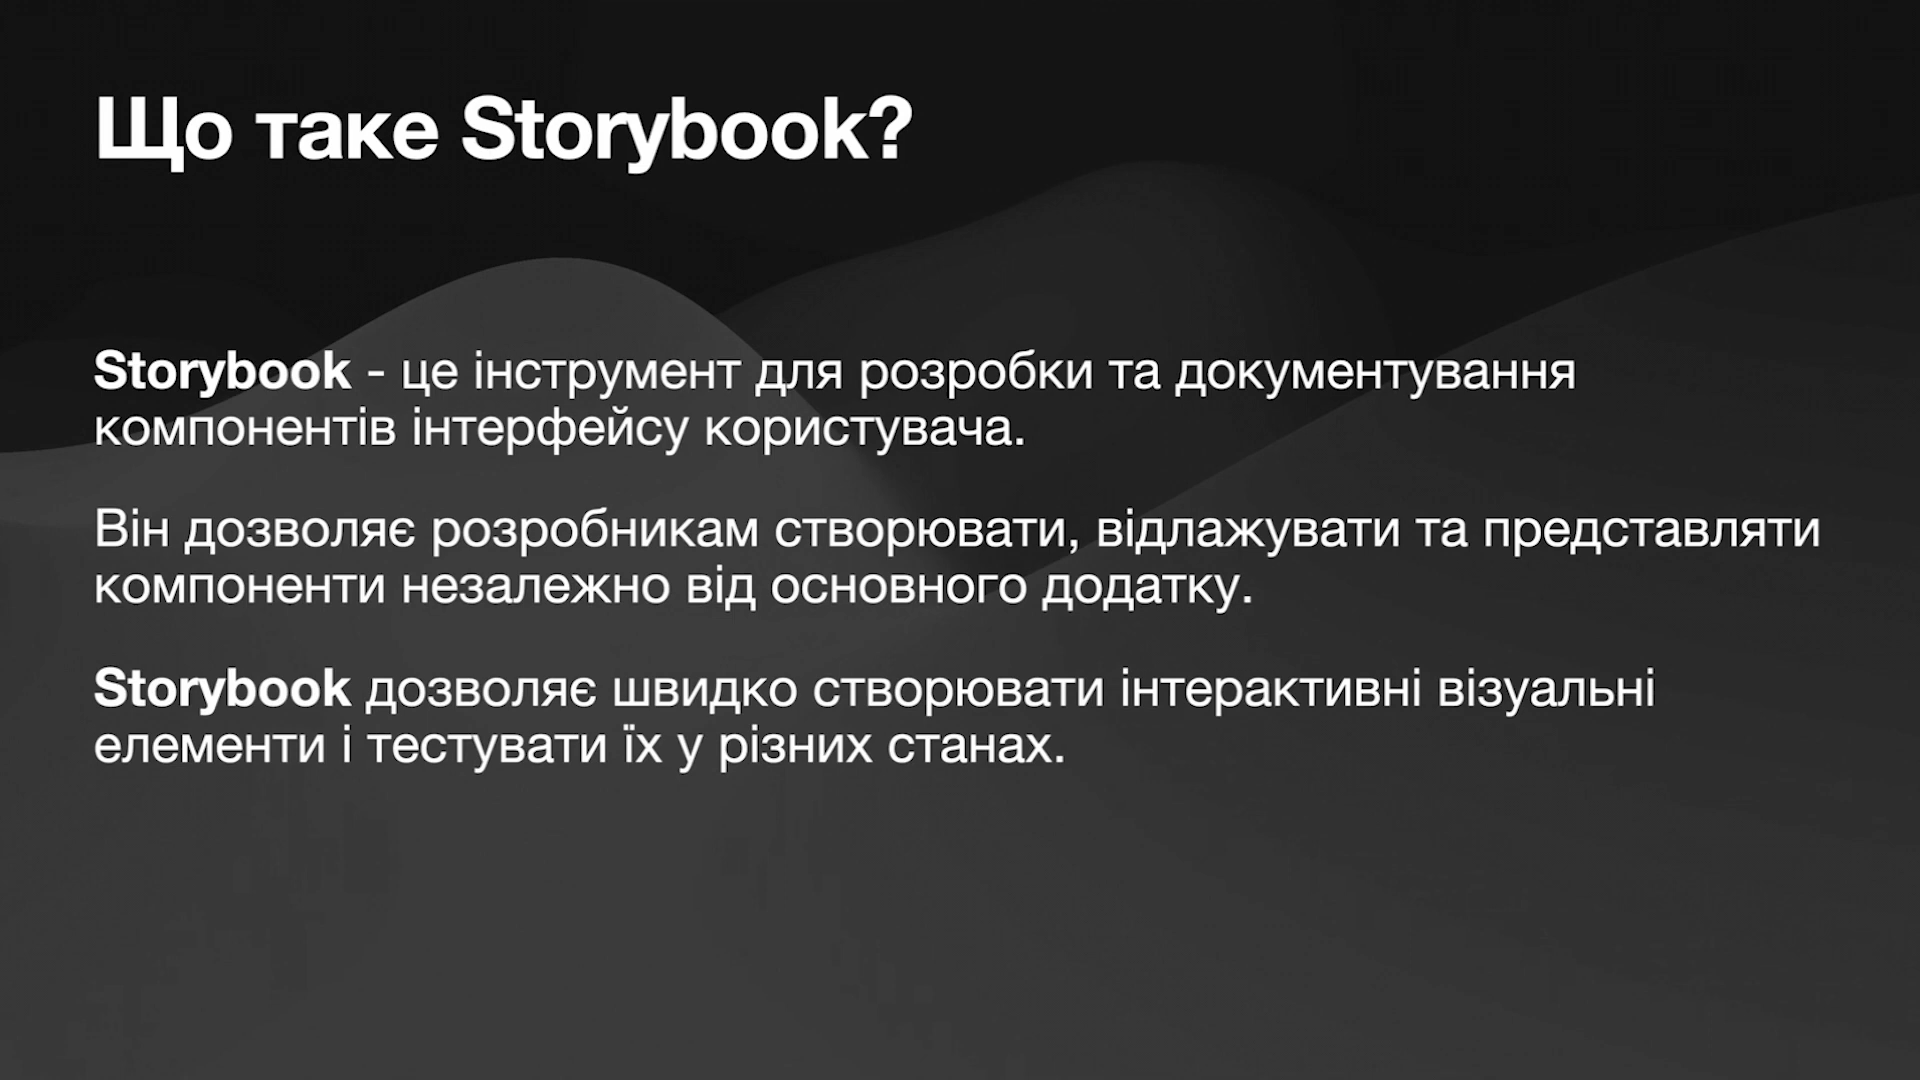 Що таке Storybook?
Storybook - це інструмент для розробки та документування
компонентів інтерфейсу користувача.
Він дозволяє розробникам створювати, відлажувати та представляти
компоненти незалежно від основного додатку.
Storybook дозволяє швидко створювати інтерактивні візуальні
елементи і тестувати їх у різних станах.